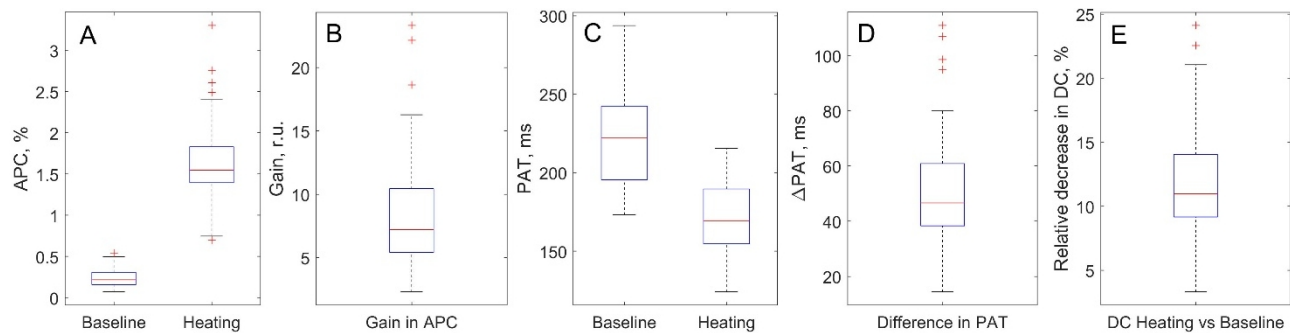 A
APC, %
3
2.5
2
1.5
1
0.5
0
Baseline Heating
B
Gain, r.u.
20
15
10
5
Gain in APC
C
PAT, ms
300
250
200
150
Baseline Heating
D
ΔPAT, ms
100
80
60
40
20
Difference in PAT
E
Relative decrease in DC, %
25
20
15
10
5
DC Heating vs Baseline